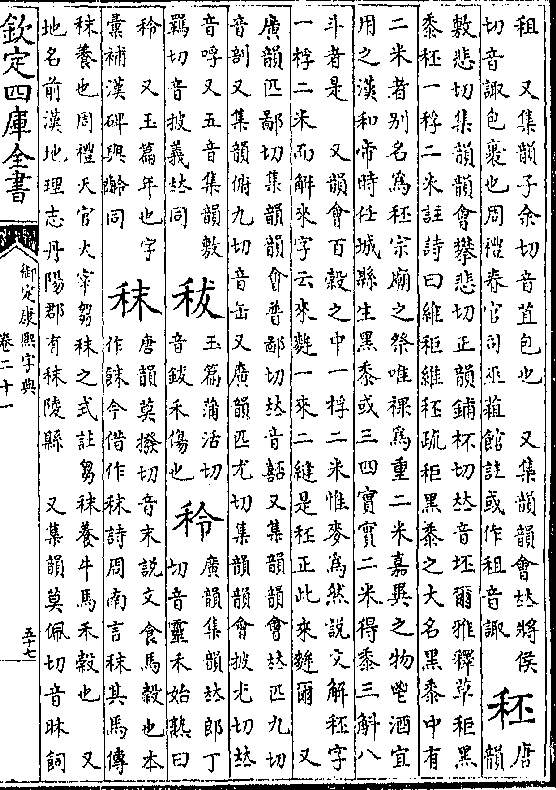 租　又集韻子余切音苴包也　又集韻韻會𠀤將侯
切音諏包裹也周禮春官司巫蒩館註或作租音諏
秠
唐
韻
敷悲切集韻韻會攀悲切正韻鋪杯切𠀤音坯爾雅釋草秬黑
黍秠一稃二米註詩曰維秬維秠疏秬黑黍之大名黑黍中有
二米者別名爲秠宗廟之祭唯祼爲重二米嘉異之物鬯酒宜
用之漢和帝時任城縣生黑黍或三四實實二米得黍三斛八
斗者是　又韻會百穀之中一稃二米惟麥爲然說文解秠字
一稃二米而解來字云來麰一來二縫是秠正此來麰爾　又
廣韻匹鄙切集韻韻會普鄙切𠀤音嚭又集韻韻會𠀤匹九切
音剖又集韻俯九切音缶又廣韻匹尤切集韻韻會披尤切𠀤
音呼又五音集韻敷
羈切音披義𠀤同
秡
玉篇蒲活切
音鈸禾傷也
秢
廣韻集韻𠀤郎丁
切音靈禾始熟曰
秢　又玉篇年也字
彙補漢碑與齡同
秣
唐韻莫撥切音末說文食馬穀也本
作䬴今借作秣詩周南言秣其馬傳
秣養也周禮天官大宰芻秣之式註芻秣養牛馬禾穀也　又
地名前漢地理志丹陽郡有秣陵縣　又集韻莫佩切音昧飼
欽定四庫全書
御定康熙字典
卷二十一
五十七